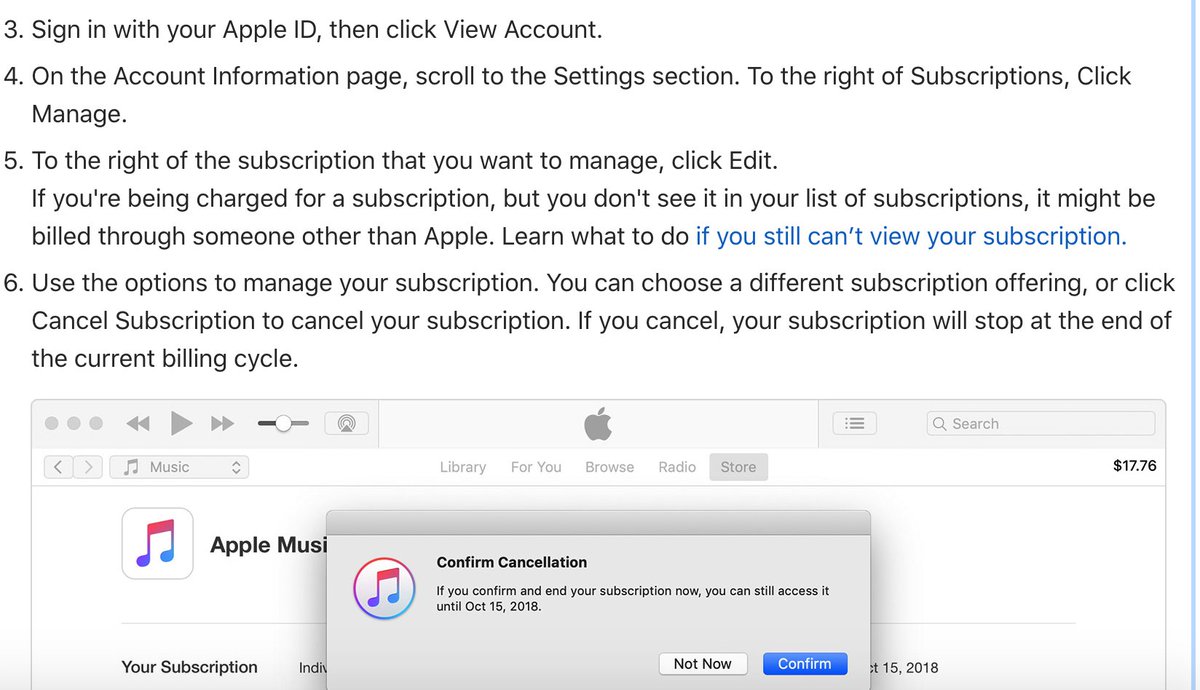 3. Sign in with your Apple ID, then click View Account.
4. On the Account Information page, scroll to the Settings section. To the right of Subscriptions, Click
Manage.
5. To the right of the subscription that you want to manage, click Edit.
If you're being charged for a subscription, but you don't see it in your list of subscriptions, it might be
billed through someone other than Apple. Learn what to do if you still can’t view your subscription.
6. Use the options to manage your subscription. You can choose a different subscription offering, or click
Cancel Subscription to cancel your subscription. If you cancel, your subscription will stop at the end of
the current billing cycle.
Search
Music Library For You Browse Radio Store $17.76
Apple Musi
Confirm Cancellation
If you confirm and end your subscription now, you can still access it
until Oct 15, 2018.
Not Now Confirm
Your Subscription Indiv ct 15, 2018